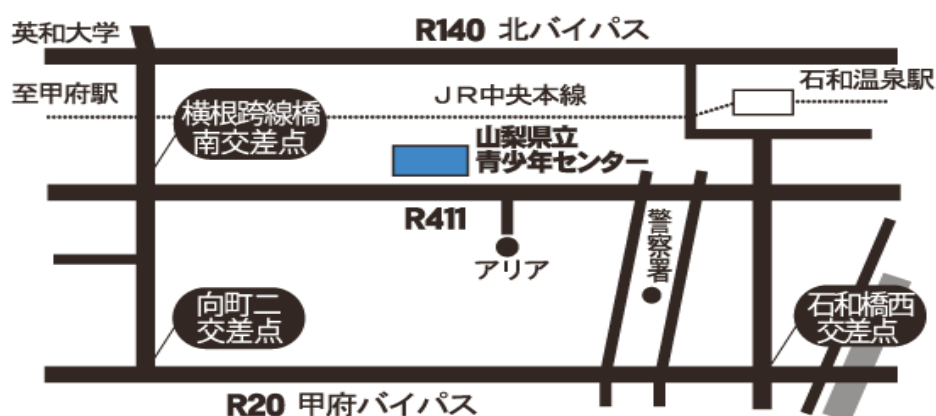 英和大学
R140 北バイパス
至甲府駅
JR中央本線
石和温泉駅
横根跨線橋
南交差点
山梨県立
青少年センター
R411
アリア
警察署
向町二
交差点
石和橋西
交差点
R20 甲府バイパス